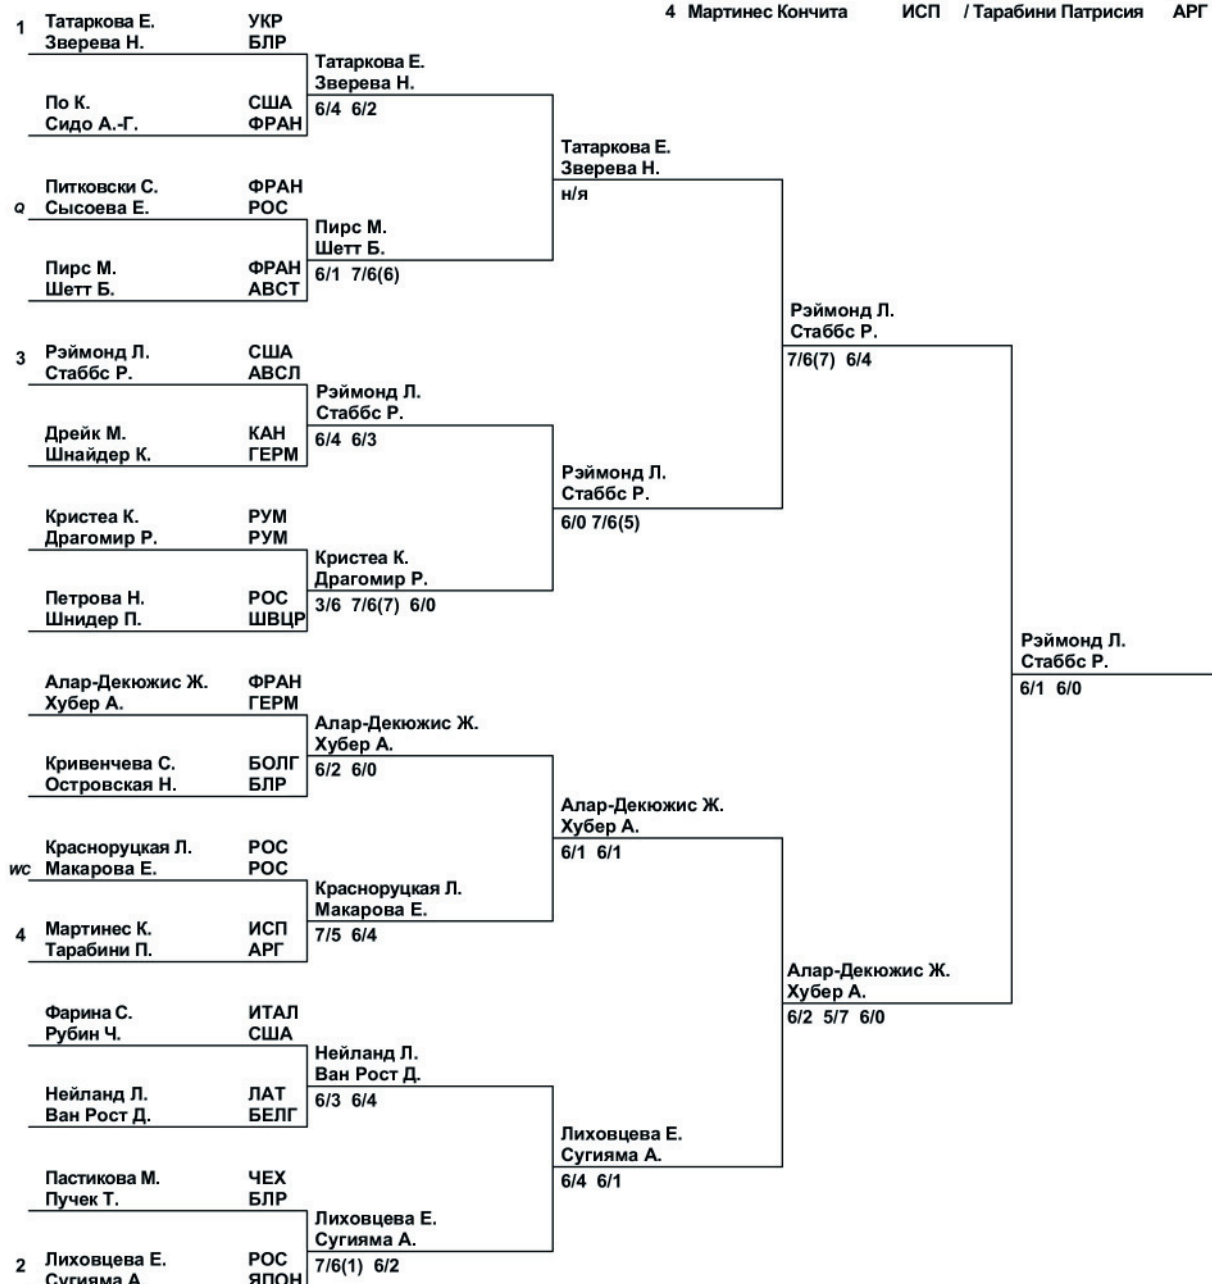 4 Мартинес Кончита ИСП / Тарабини Патрисия АРГ
1 Татаркова Е. УКР
Зверева Н. БЛР
По К. США
Сидо А.-Г. ФРАН
Питковски С. ФРАН
Q Сысоева Е. РОС
Пирс М. ФРАН
Шетт Б. АВСТ
3 Рэймонд Л. США
Стаббс Р. АВСЛ
Дрейк М. КАН
Шнайдер К. ГЕРМ
Кристеа К. РУМ
Драгомир Р. РУМ
Петрова Н. РОС
Шнидер П. ШВЦР
Алар-Декюжис Ж. ФРАН
Хубер А. ГЕРМ
Кривенчева С. БОЛГ
Островская Н. БЛР
Красноруцкая Л. РОС
WC Макарова Е. РОС
4 Мартинес К. ИСП
Тарабини П. АРГ
Фарина С. ИТАЛ
Рубин Ч. США
Нейланд Л. ЛАТ
Ван Рост Д. БЕЛГ
Пастикова М. ЧЕХ
Пучек Т. БЛР
2 Лиховцева Е. РОС
Сугияма А. ЯПОН
Татаркова Е.
Зверева Н.
6/4 6/2
Пирс М.
Шетт Б.
6/1 7/6(6)
Рэймонд Л.
Стаббс Р.
6/4 6/3
Кристеа К.
Драгомир Р.
3/6 7/6(7) 6/0
Алар-Декюжис Ж.
Хубер А.
6/2 6/0
Красноруцкая Л.
Макарова Е.
7/5 6/4
Нейланд Л.
Ван Рост Д.
6/3 6/4
Лиховцева Е.
Сугияма А.
7/6(1) 6/2
Татаркова Е.
Зверева Н.
н/я
Рэймонд Л.
Стаббс Р.
6/0 7/6(5)
Алар-Декюжис Ж.
Хубер А.
6/1 6/1
Лиховцева Е.
Сугияма А.
6/4 6/1
Рэймонд Л.
Стаббс Р.
7/6(7) 6/4
Алар-Декюжис Ж.
Хубер А.
6/2 5/7 6/0
Рэймонд Л.
Стаббс Р.
6/1 6/0